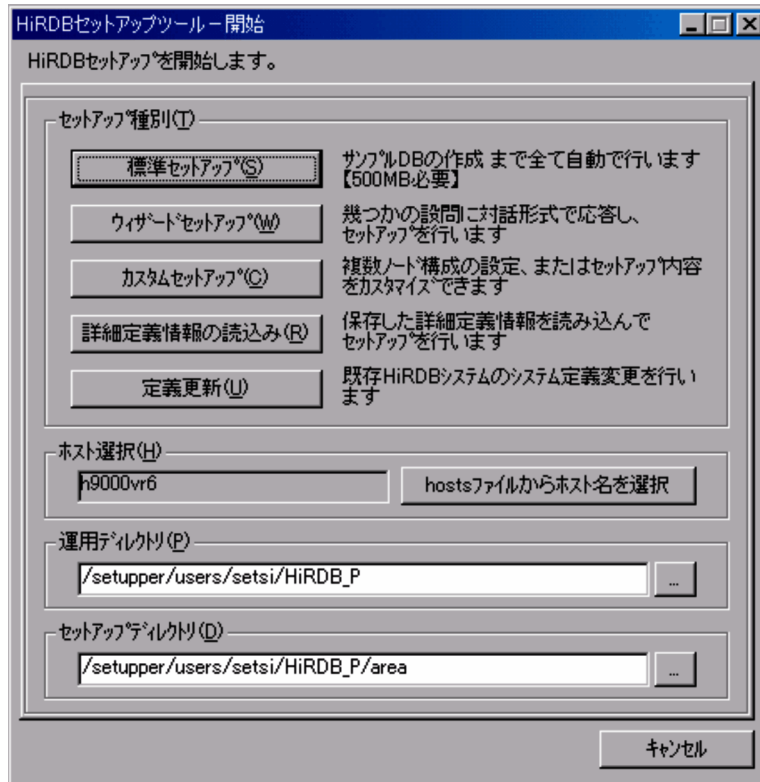 HiRDBセットアップツール－開始
HiRDBｾｯﾄｱｯﾌﾟを開始します。
ｾｯﾄｱｯﾌﾟ種別(T)
標準ｾｯﾄｱｯﾌﾟ(S)
ｻﾝﾌﾟﾙDBの作成 まで全て自動で行います
【500MB必要】
ｳｨｻﾞｰﾄﾞｾｯﾄｱｯﾌﾟ(W)
幾つかの設問に対話形式で応答し、
ｾｯﾄｱｯﾌﾟを行います
ｶｽﾀﾑｾｯﾄｱｯﾌﾟ(C)
複数ﾉｰﾄﾞ構成の設定、またはｾｯﾄｱｯﾌﾟ内容
をｶｽﾀﾏｲｽﾞできます
詳細定義情報の読込み(R)
保存した詳細定義情報を読み込んで
ｾｯﾄｱｯﾌﾟを行います
定義更新(U)
既存HiRDBｼｽﾃﾑのｼｽﾃﾑ定義変更を行い
ます
ﾎｽﾄ選択(H)
h9000vr6
hostsﾌｧｲﾙからﾎｽﾄ名を選択
運用ﾃﾞｨﾚｸﾄﾘ(P)
/setupper/users/setsi/HiRDB_P
...
ｾｯﾄｱｯﾌﾟﾃﾞｨﾚｸﾄﾘ(D)
/setupper/users/setsi/HiRDB_P/area
...
ｷｬﾝｾﾙ